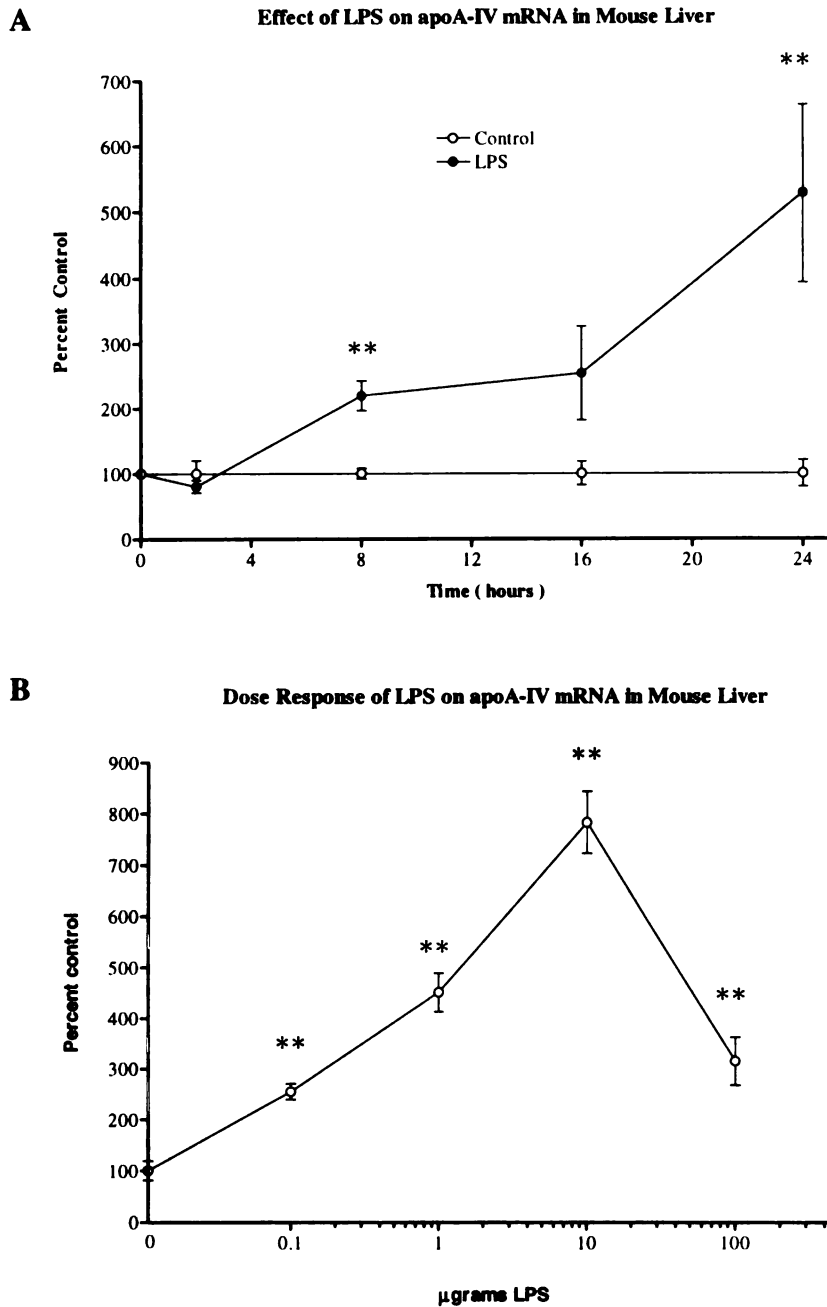 A
Effect of LPS on apoA-IV mRNA in Mouse Liver
**
700
600
500
400
300
200
100
0
Percent Control
Control
LPS
**
0 4 8 12 16 20 24
Time ( hours )
B
Dose Response of LPS on apoA-IV mRNA in Mouse Liver
900
800
700
600
500
400
300
200
100
0
Percent control
**
**
**
**
0 0.1 1 10 100
µgrams LPS